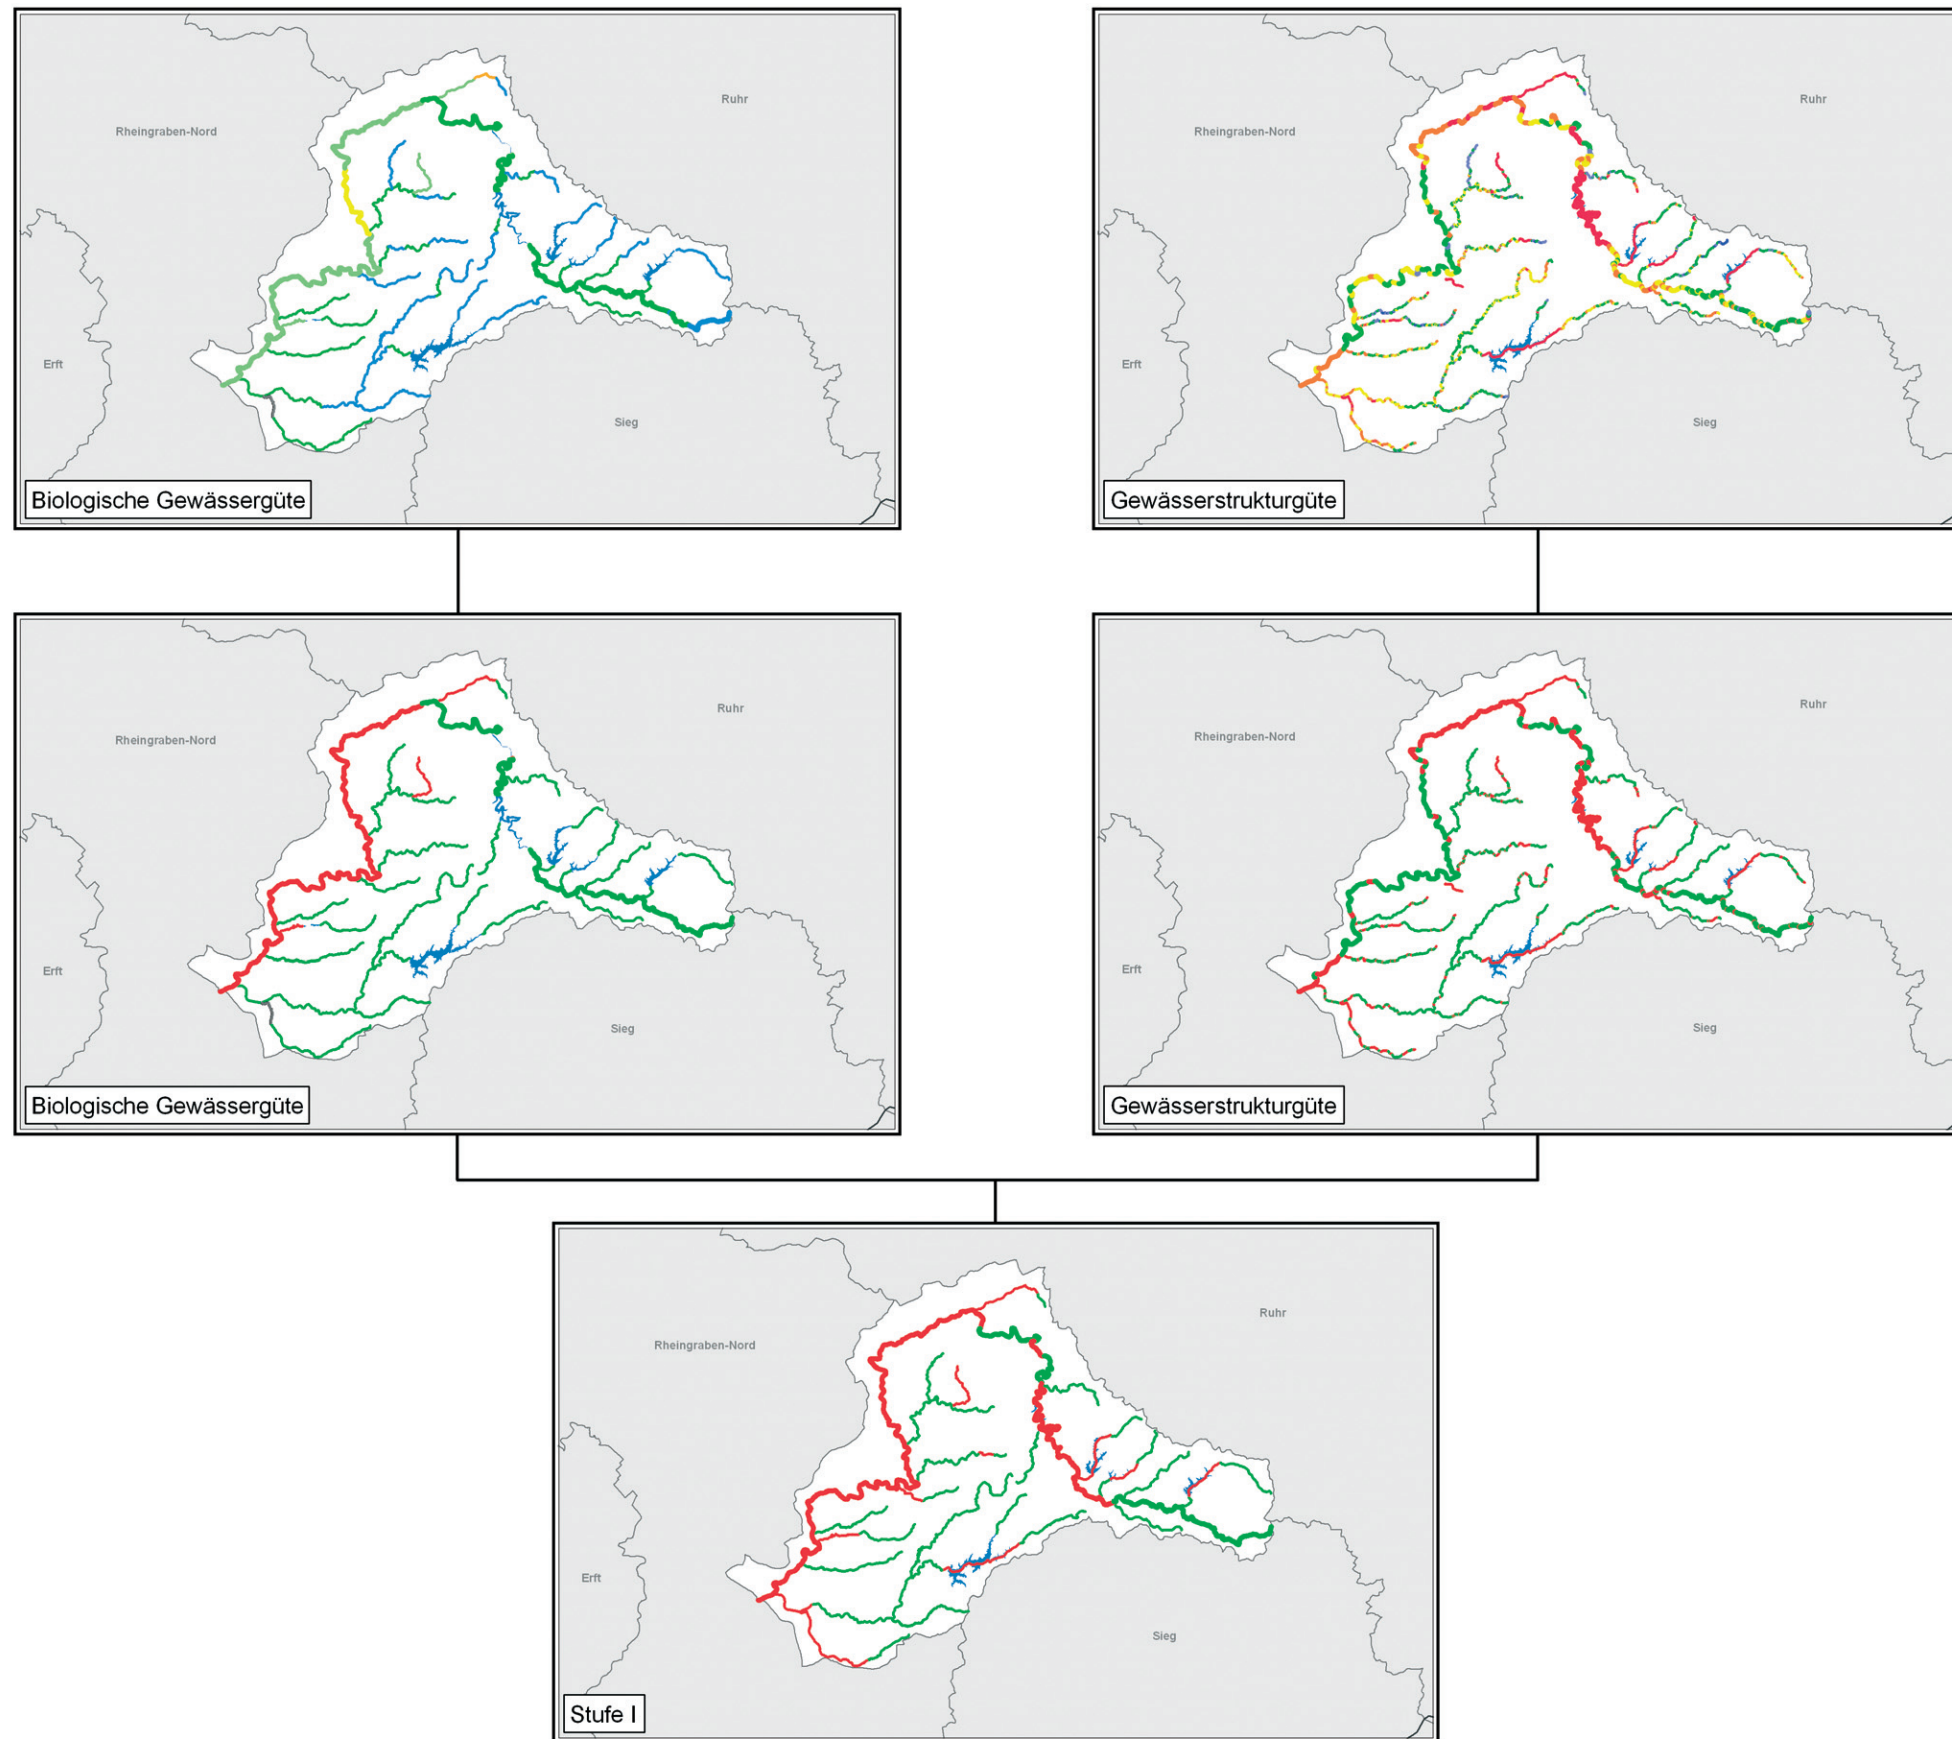 Ruhr
Rheingraben-Nord
Erft
Sieg
Biologische Gewässergüte
Ruhr
Rheingraben-Nord
Erft
Sieg
Gewässerstrukturgüte
Ruhr
Rheingraben-Nord
Erft
Sieg
Biologische Gewässergüte
Ruhr
Rheingraben-Nord
Erft
Sieg
Gewässerstrukturgüte
Ruhr
Rheingraben-Nord
Erft
Sieg
Stufe I